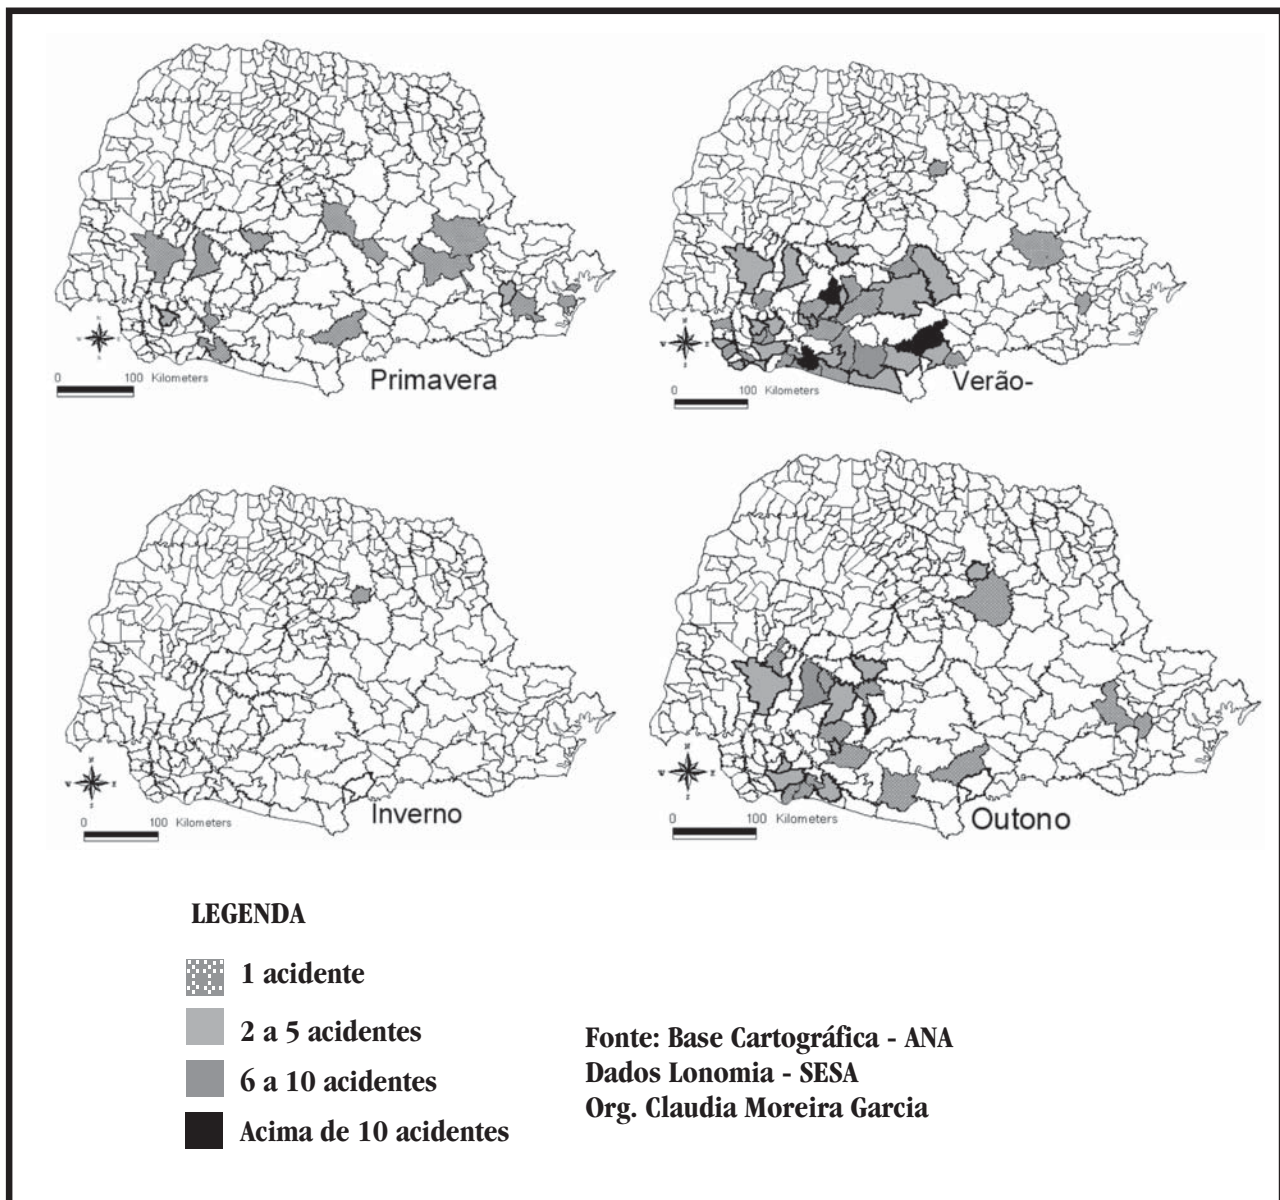 Primavera
0 100 Kilometers
Verão-
0 100 Kilometers
Inverno
0 100 Kilometers
Outono
0 100 Kilometers
LEGENDA
1 acidente
2 a 5 acidentes
6 a 10 acidentes
Acima de 10 acidentes
Fonte: Base Cartográfica - ANA
Dados Lonomia - SESA
Org. Claudia Moreira Garcia